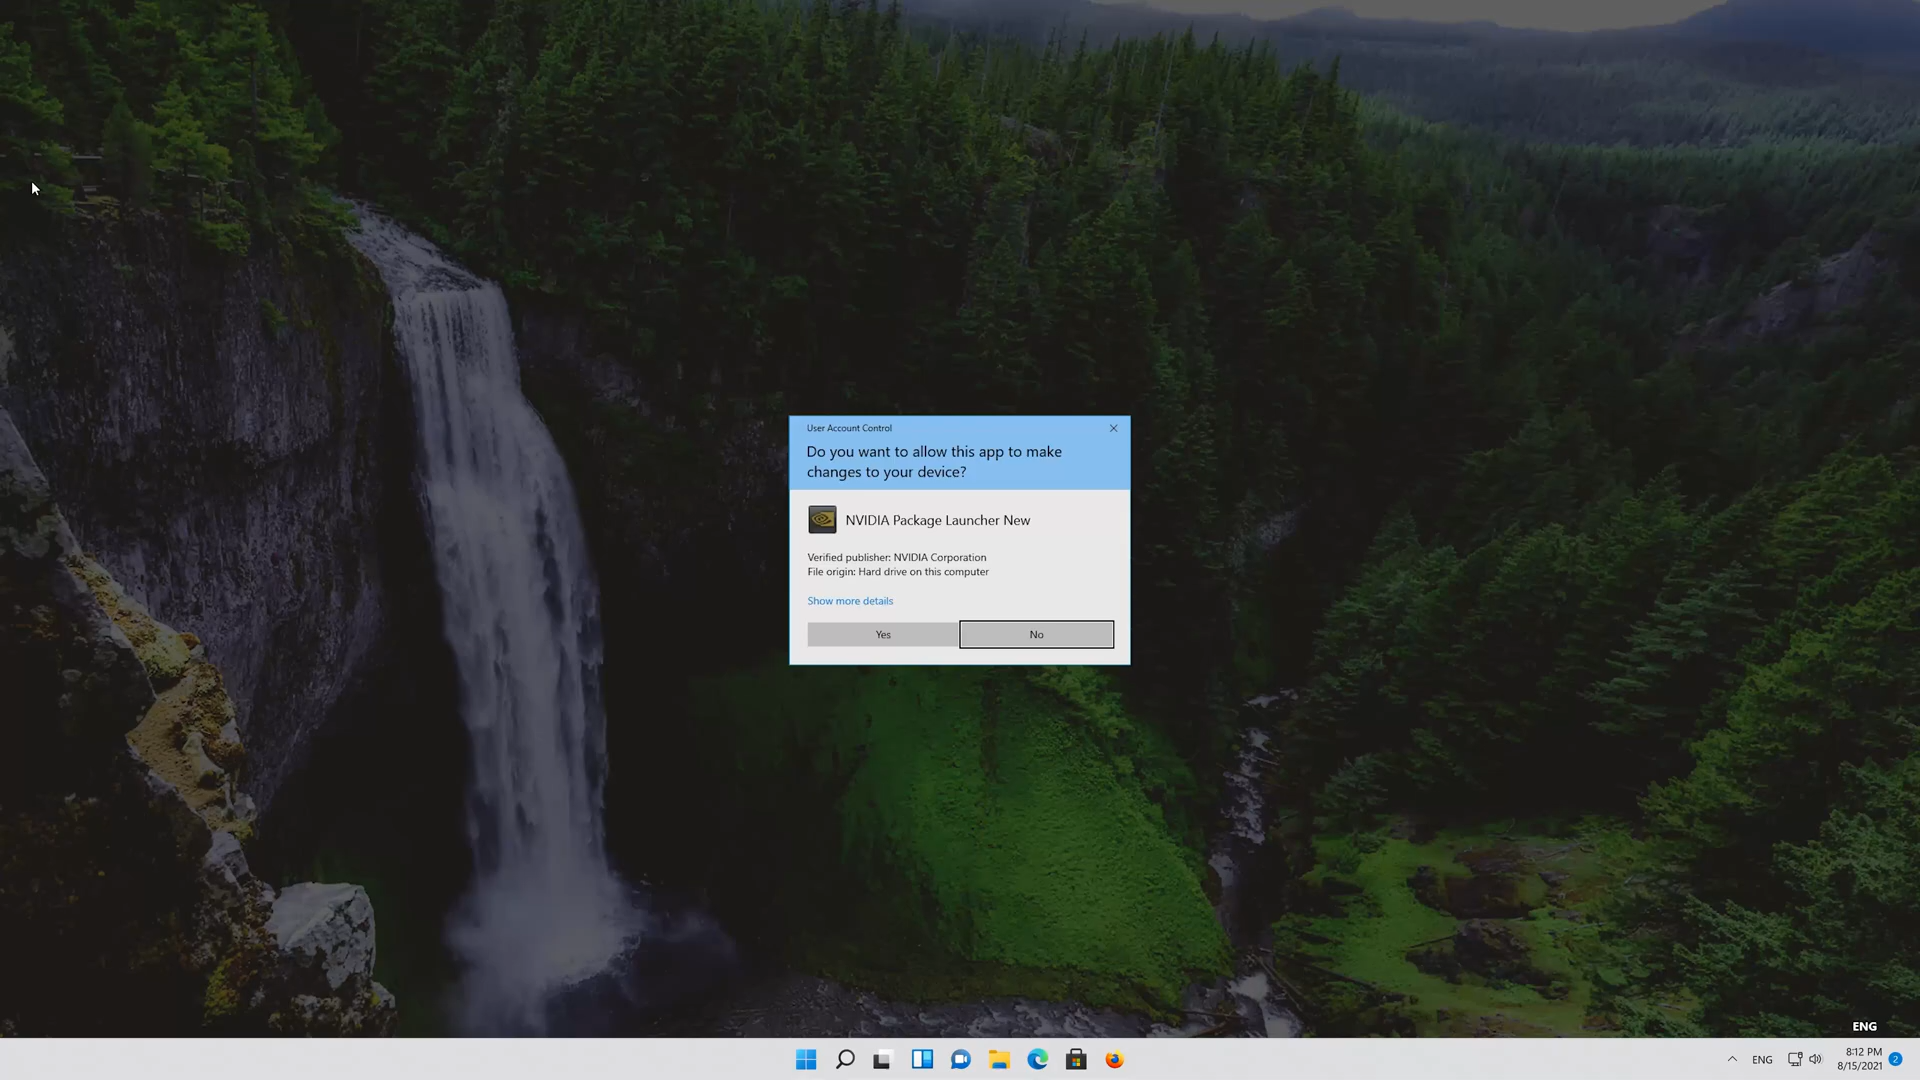 User Account Control
Do you want to allow this app to make
changes to your device?
NVIDIA Package Launcher New
Verified publisher: NVIDIA Corporation
File origin: Hard drive on this computer
Show more details
Yes
No
ENG
ENG
8:12 PM
8/15/2021
2